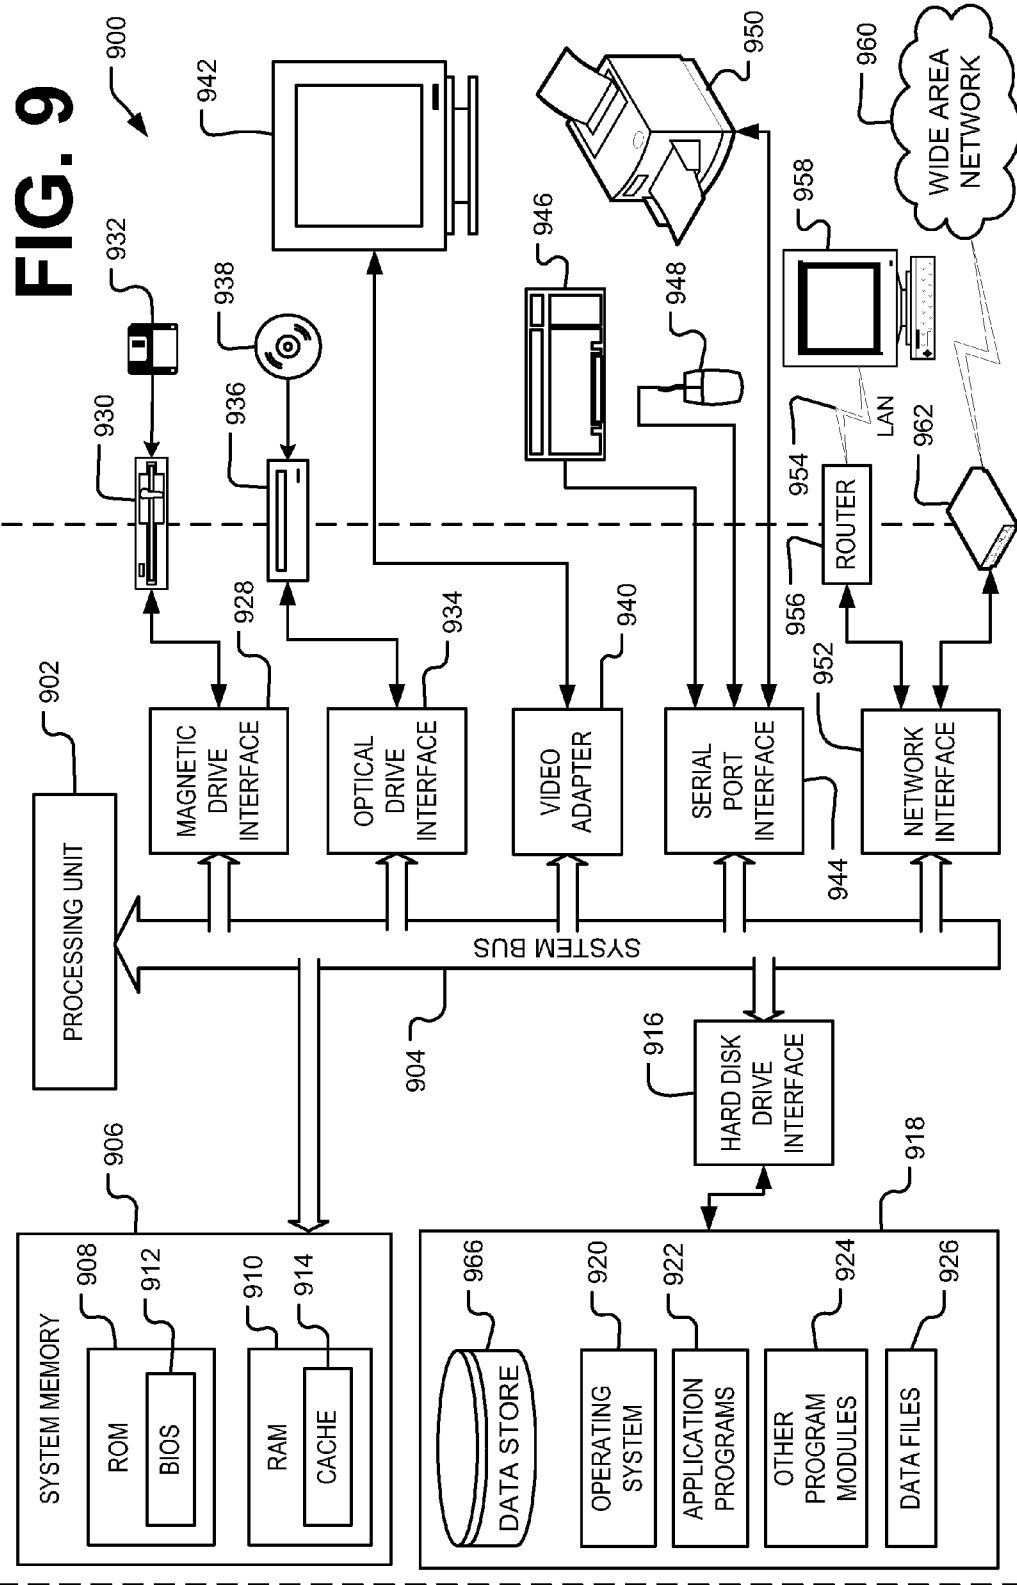 FIG. 9
900
902
PROCESSING UNIT
904
SYSTEM BUS
906
SYSTEM MEMORY
908
ROM
912
BIOS
910
RAM
914
CACHE
916
HARD DISK
DRIVE
INTERFACE
918
966
DATA STORE
920
OPERATING
SYSTEM
922
APPLICATION
PROGRAMS
924
OTHER
PROGRAM
MODULES
926
DATA FILES
928
MAGNETIC
DRIVE
INTERFACE
930
932
934
OPTICAL
DRIVE
INTERFACE
936
938
940
VIDEO
ADAPTER
942
944
SERIAL
PORT
INTERFACE
946
948
950
952
NETWORK
INTERFACE
956
ROUTER
954
LAN
958
962
960
WIDE AREA
NETWORK